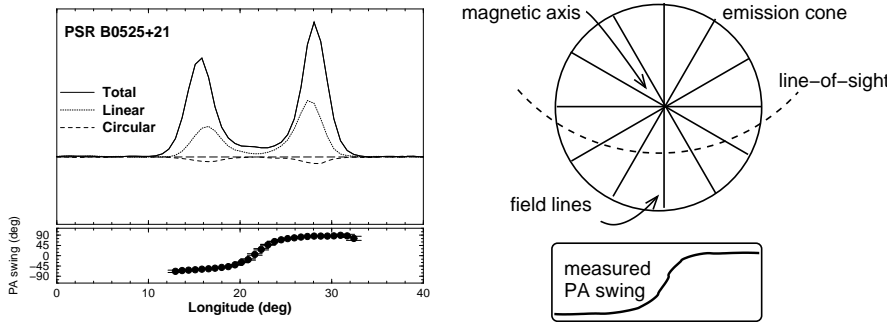 PSR B0525+21
Total
Linear
Circular
PA swing (deg)
90
45
0
−45
−90
0 10 20 30 40
Longitude (deg)
magnetic axis
emission cone
line-of-sight
field lines
measured
PA swing